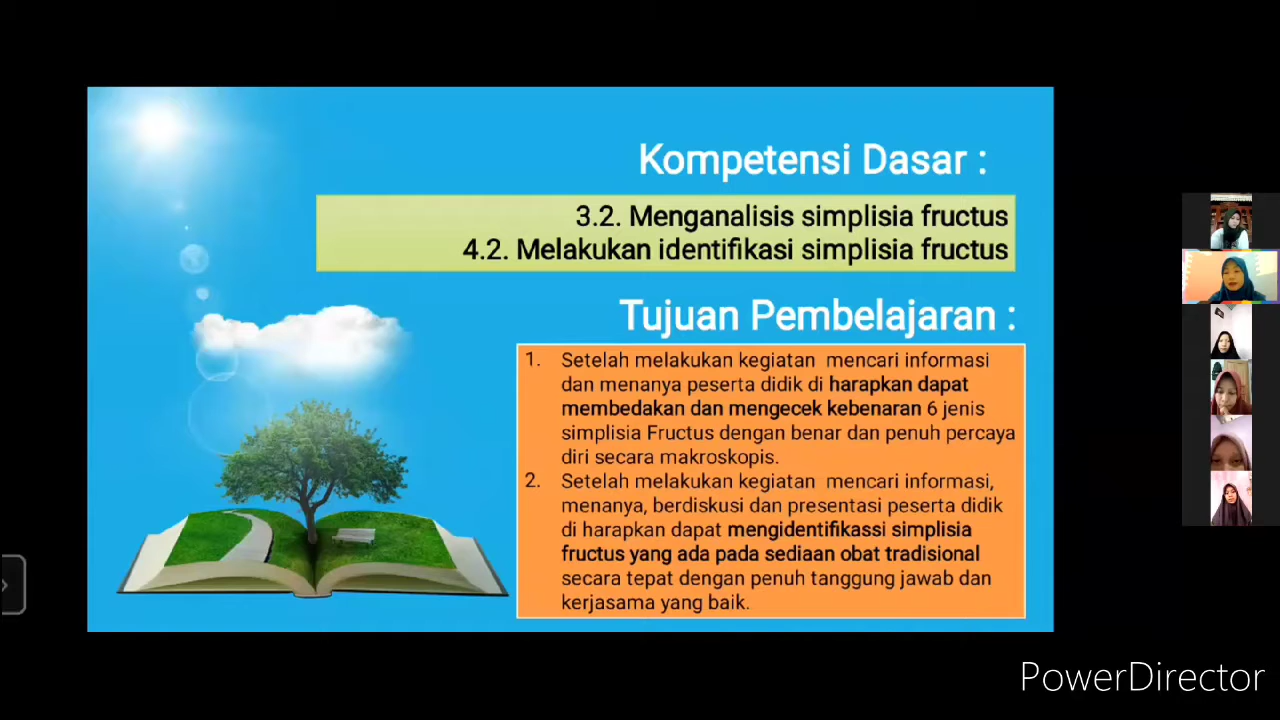 Kompetensi Dasar :
3.2. Menganalisis simplisia fructus
4.2. Melakukan identifikasi simplisia fructus
Tujuan Pembelajaran :
1. Setelah melakukan kegiatan mencari informasi
dan menanya peserta didik di harapkan dapat
membedakan dan mengecek kebenaran 6 jenis
simplisia Fructus dengan benar dan penuh percaya
diri secara makroskopis.
2. Setelah melakukan kegiatan mencari informasi,
menanya, berdiskusi dan presentasi peserta didik
di harapkan dapat mengidentifikassi simplisia
fructus yang ada pada sediaan obat tradisional
secara tepat dengan penuh tanggung jawab dan
kerjasama yang baik.
PowerDirector